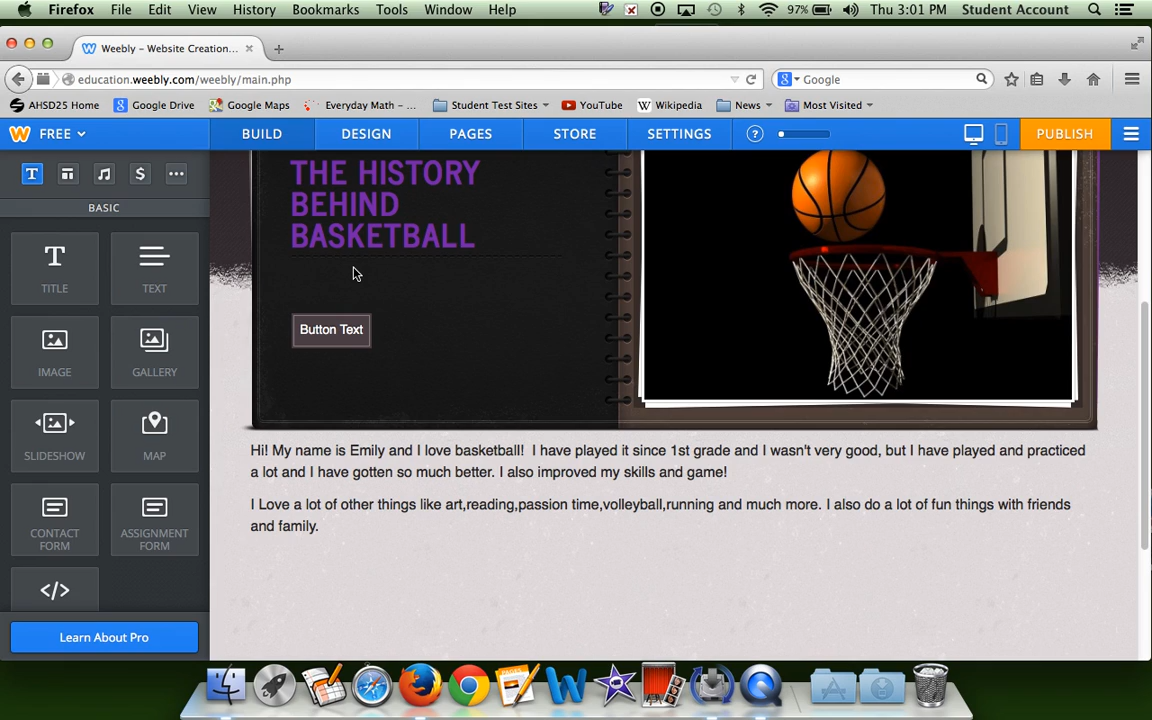 Firefox File Edit View History Bookmarks Tools Window Help 97% Thu 3:01 PM Student Account
Weebly – Website Creation...
education.weebly.com/weebly/main.php Google
AHSD25 Home Google Drive Google Maps Everyday Math – ... Student Test Sites YouTube Wikipedia News Most Visited
FREE BUILD DESIGN PAGES STORE SETTINGS ? PUBLISH
T $
BASIC
T
TITLE TEXT
IMAGE GALLERY
SLIDESHOW MAP
CONTACT FORM
ASSIGNMENT FORM
</>
Learn About Pro
THE HISTORY
BEHIND
BASKETBALL
Button Text
Hi! My name is Emily and I love basketball!  I have played it since 1st grade and I wasn't very good, but I have played and practiced
a lot and I have gotten so much better. I also improved my skills and game!
I Love a lot of other things like art,reading,passion time,volleyball,running and much more. I also do a lot of fun things with friends
and family.